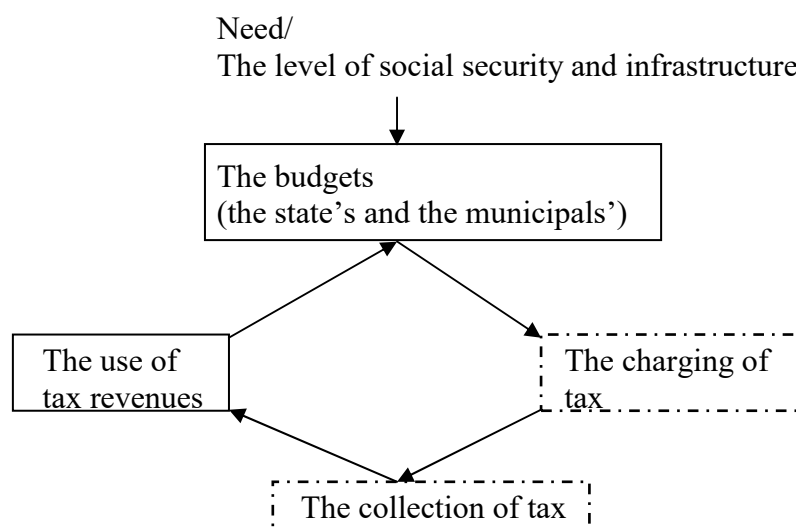 Need/
The level of social security and infrastructure
The budgets
(the state's and the municipals’)
The use of
tax revenues
The charging of
tax
The collection of tax